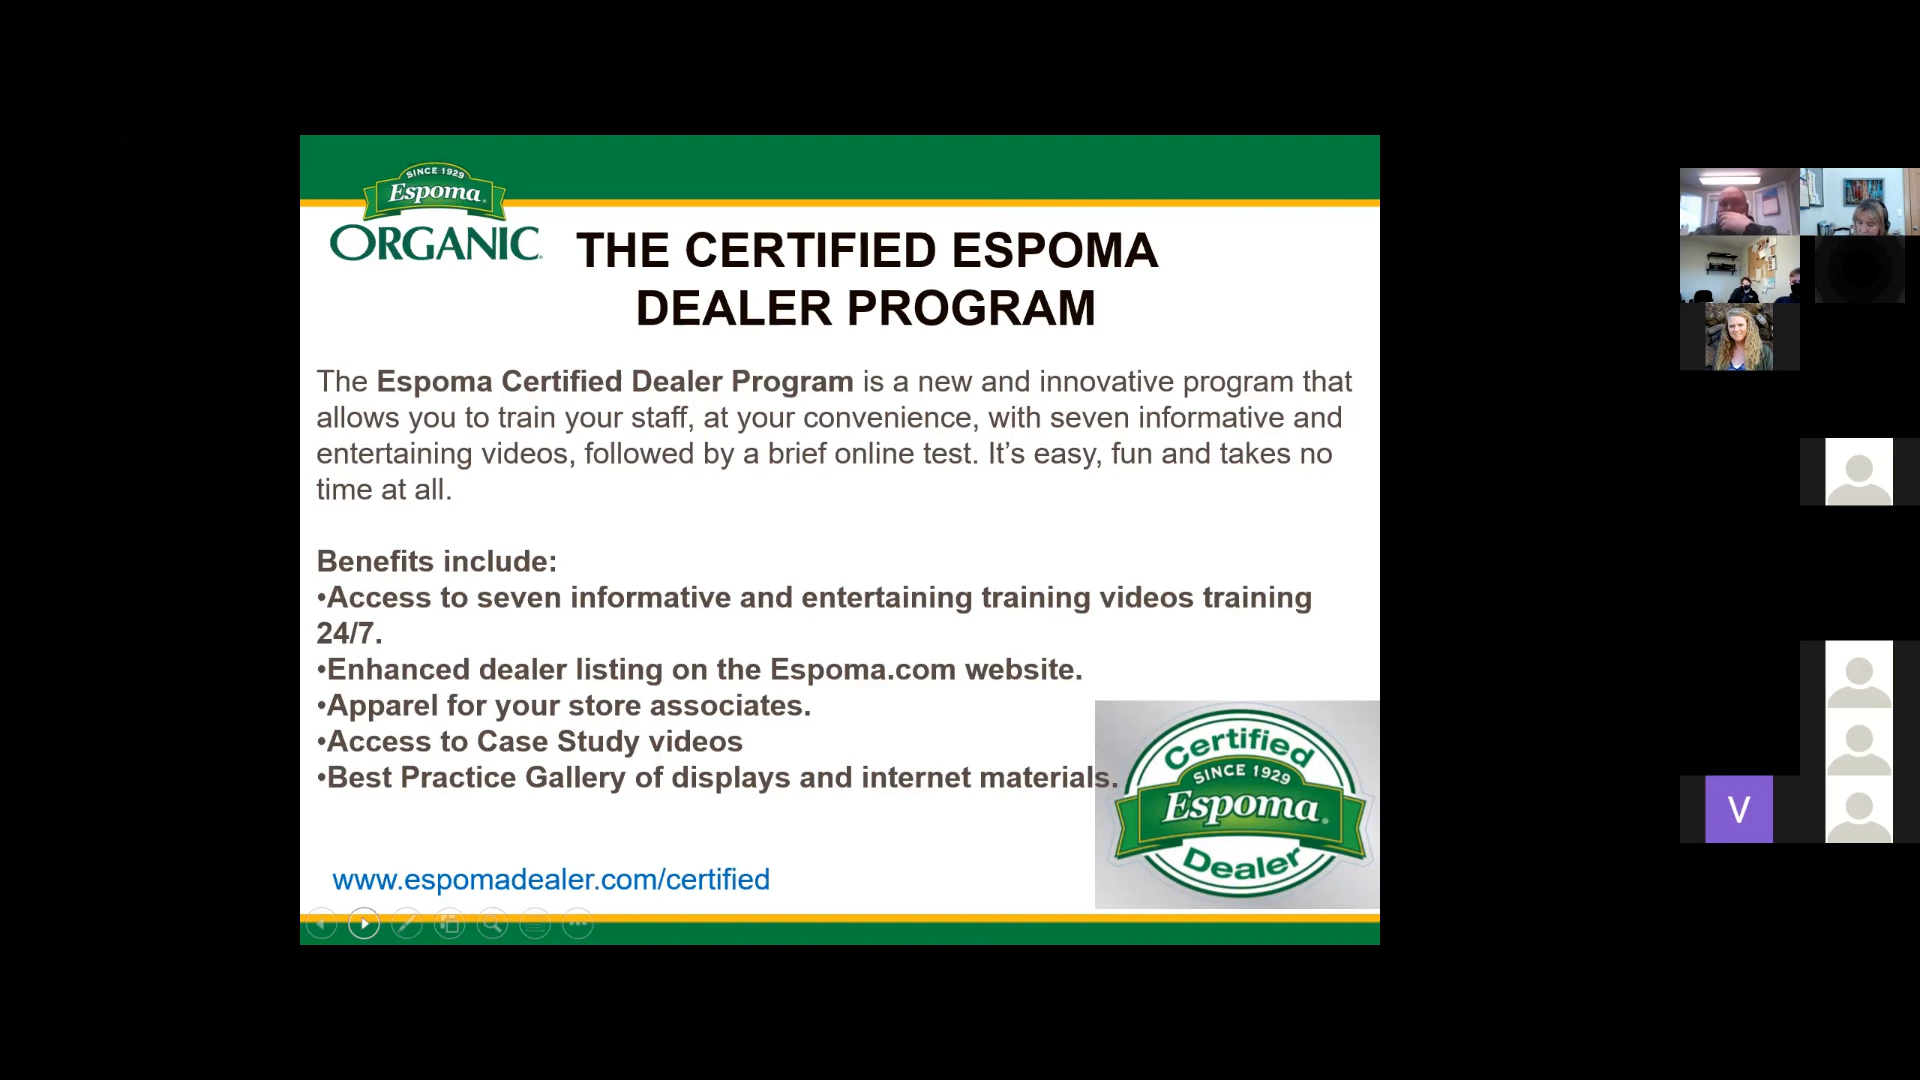 SINCE 1929
Espoma
ORGANIC
THE CERTIFIED ESPOMA
DEALER PROGRAM
The Espoma Certified Dealer Program is a new and innovative program that
allows you to train your staff, at your convenience, with seven informative and
entertaining videos, followed by a brief online test. It’s easy, fun and takes no
time at all.
Benefits include:
•Access to seven informative and entertaining training videos training
24/7.
•Enhanced dealer listing on the Espoma.com website.
•Apparel for your store associates.
•Access to Case Study videos
•Best Practice Gallery of displays and internet materials.
Certified
SINCE 1929
Espoma
Dealer
www.espomadealer.com/certified
V